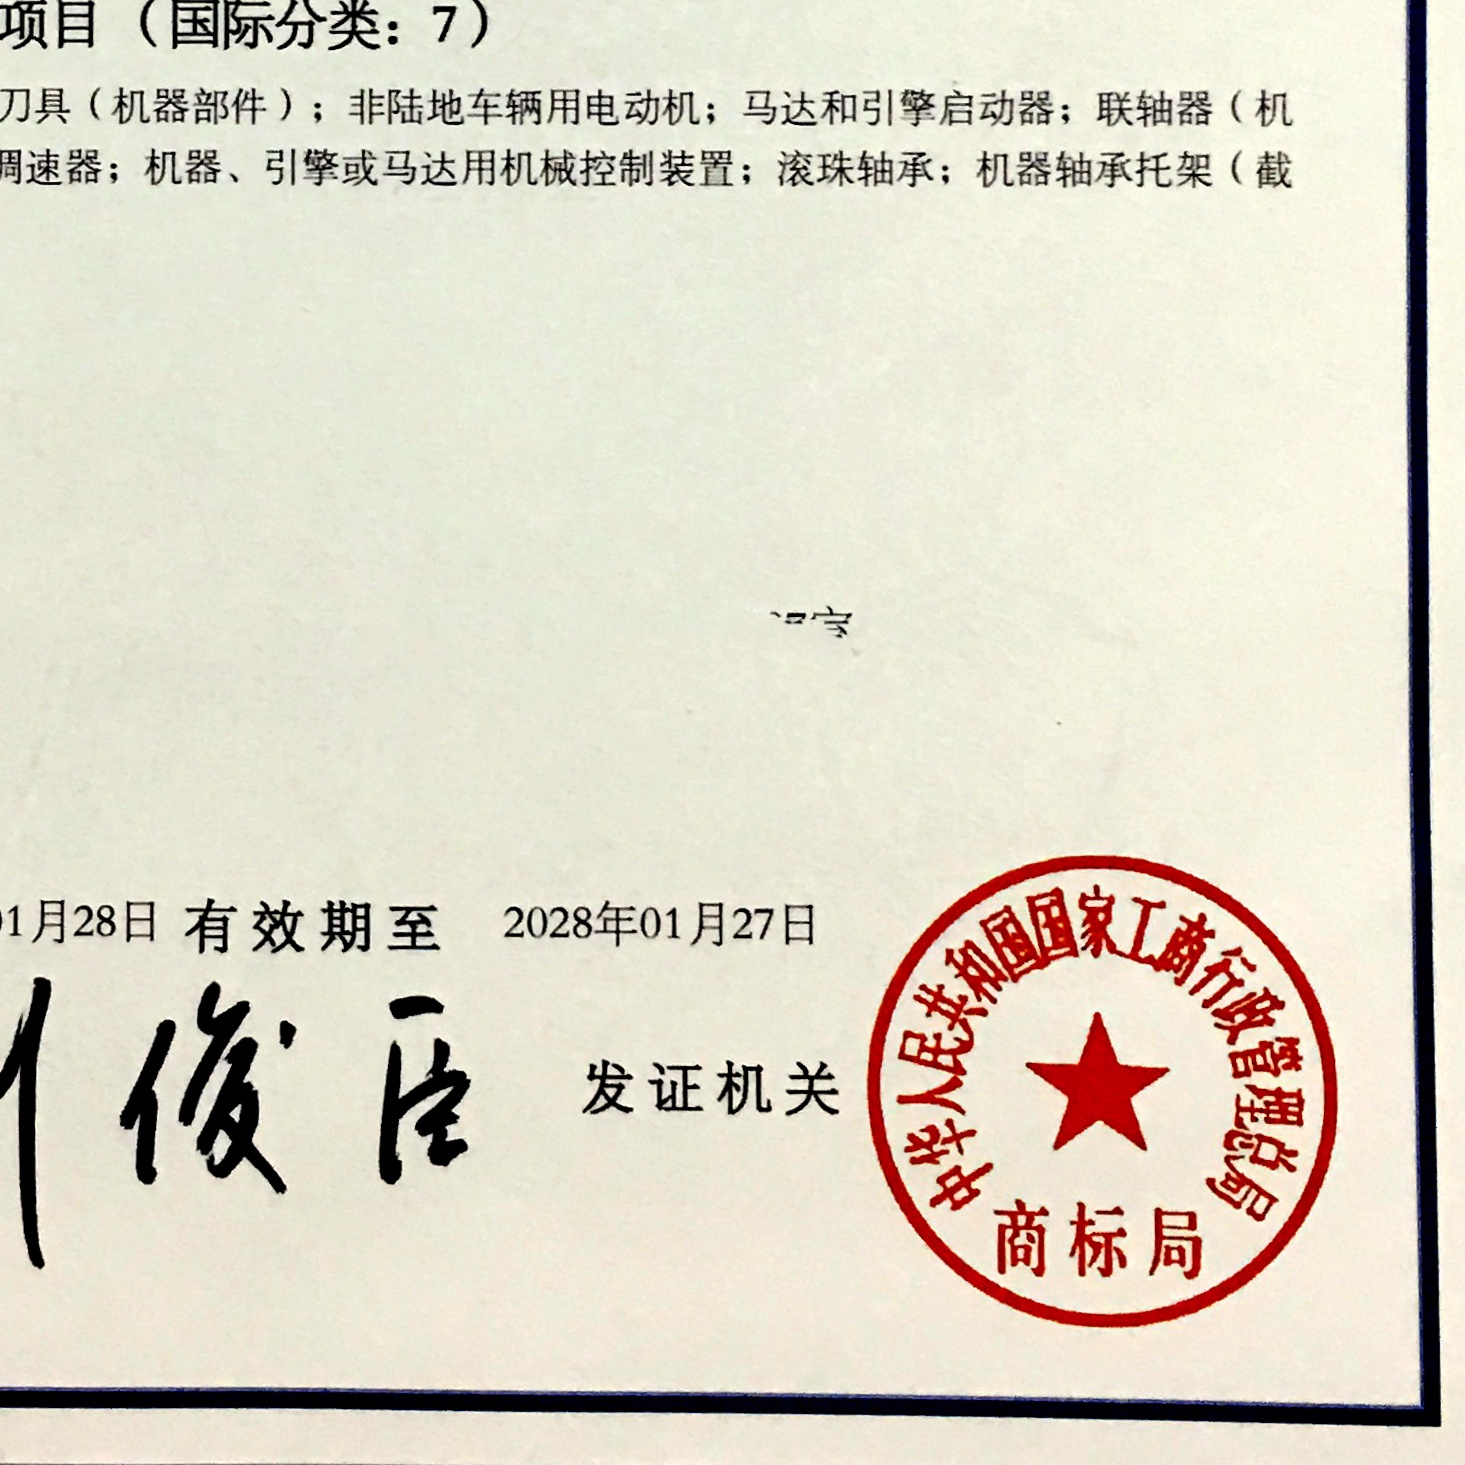 项目（国际分类：7）
刀具（机器部件）；非陆地车辆用电动机；马达和引擎启动器；联轴器（机
调速器；机器、引擎或马达用机械控制装置；滚珠轴承；机器轴承托架（截
01月28日 有效期至 2028年01月27日
俊臣
发证机关
中华人民共和国国家工商行政管理总局
商标局